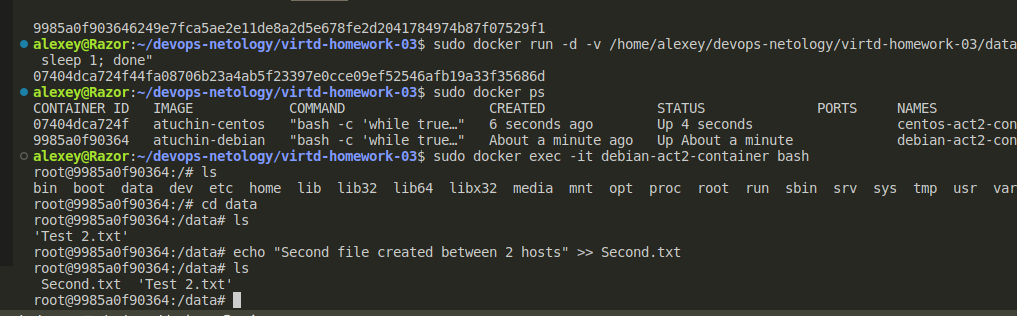 9985a0f903646249e7fca5ae2e11de8a2d5e678fe2d2041784974b87f07529f1
alexey@Razor:~/devops-netology/virtd-homework-03$ sudo docker run -d -v /home/alexey/devops-netology/virtd-homework-03/data
sleep 1; done"
07404dca724f44fa08706b23a4ab5f23397e0cce09ef52546afb19a33f35686d
alexey@Razor:~/devops-netology/virtd-homework-03$ sudo docker ps
CONTAINER ID   IMAGE            COMMAND                  CREATED              STATUS              PORTS     NAMES
07404dca724f   atuchin-centos   "bash -c 'while true…"   6 seconds ago        Up 4 seconds                  centos-act2-con
9985a0f90364   atuchin-debian   "bash -c 'while true…"   About a minute ago   Up About a minute             debian-act2-con
alexey@Razor:~/devops-netology/virtd-homework-03$ sudo docker exec -it debian-act2-container bash
root@9985a0f90364:/# ls
bin  boot  data  dev  etc  home  lib  lib32  lib64  libx32  media  mnt  opt  proc  root  run  sbin  srv  sys  tmp  usr  var
root@9985a0f90364:/# cd data
root@9985a0f90364:/data# ls
'Test 2.txt'
root@9985a0f90364:/data# echo "Second file created between 2 hosts" >> Second.txt
root@9985a0f90364:/data# ls
Second.txt  'Test 2.txt'
root@9985a0f90364:/data#